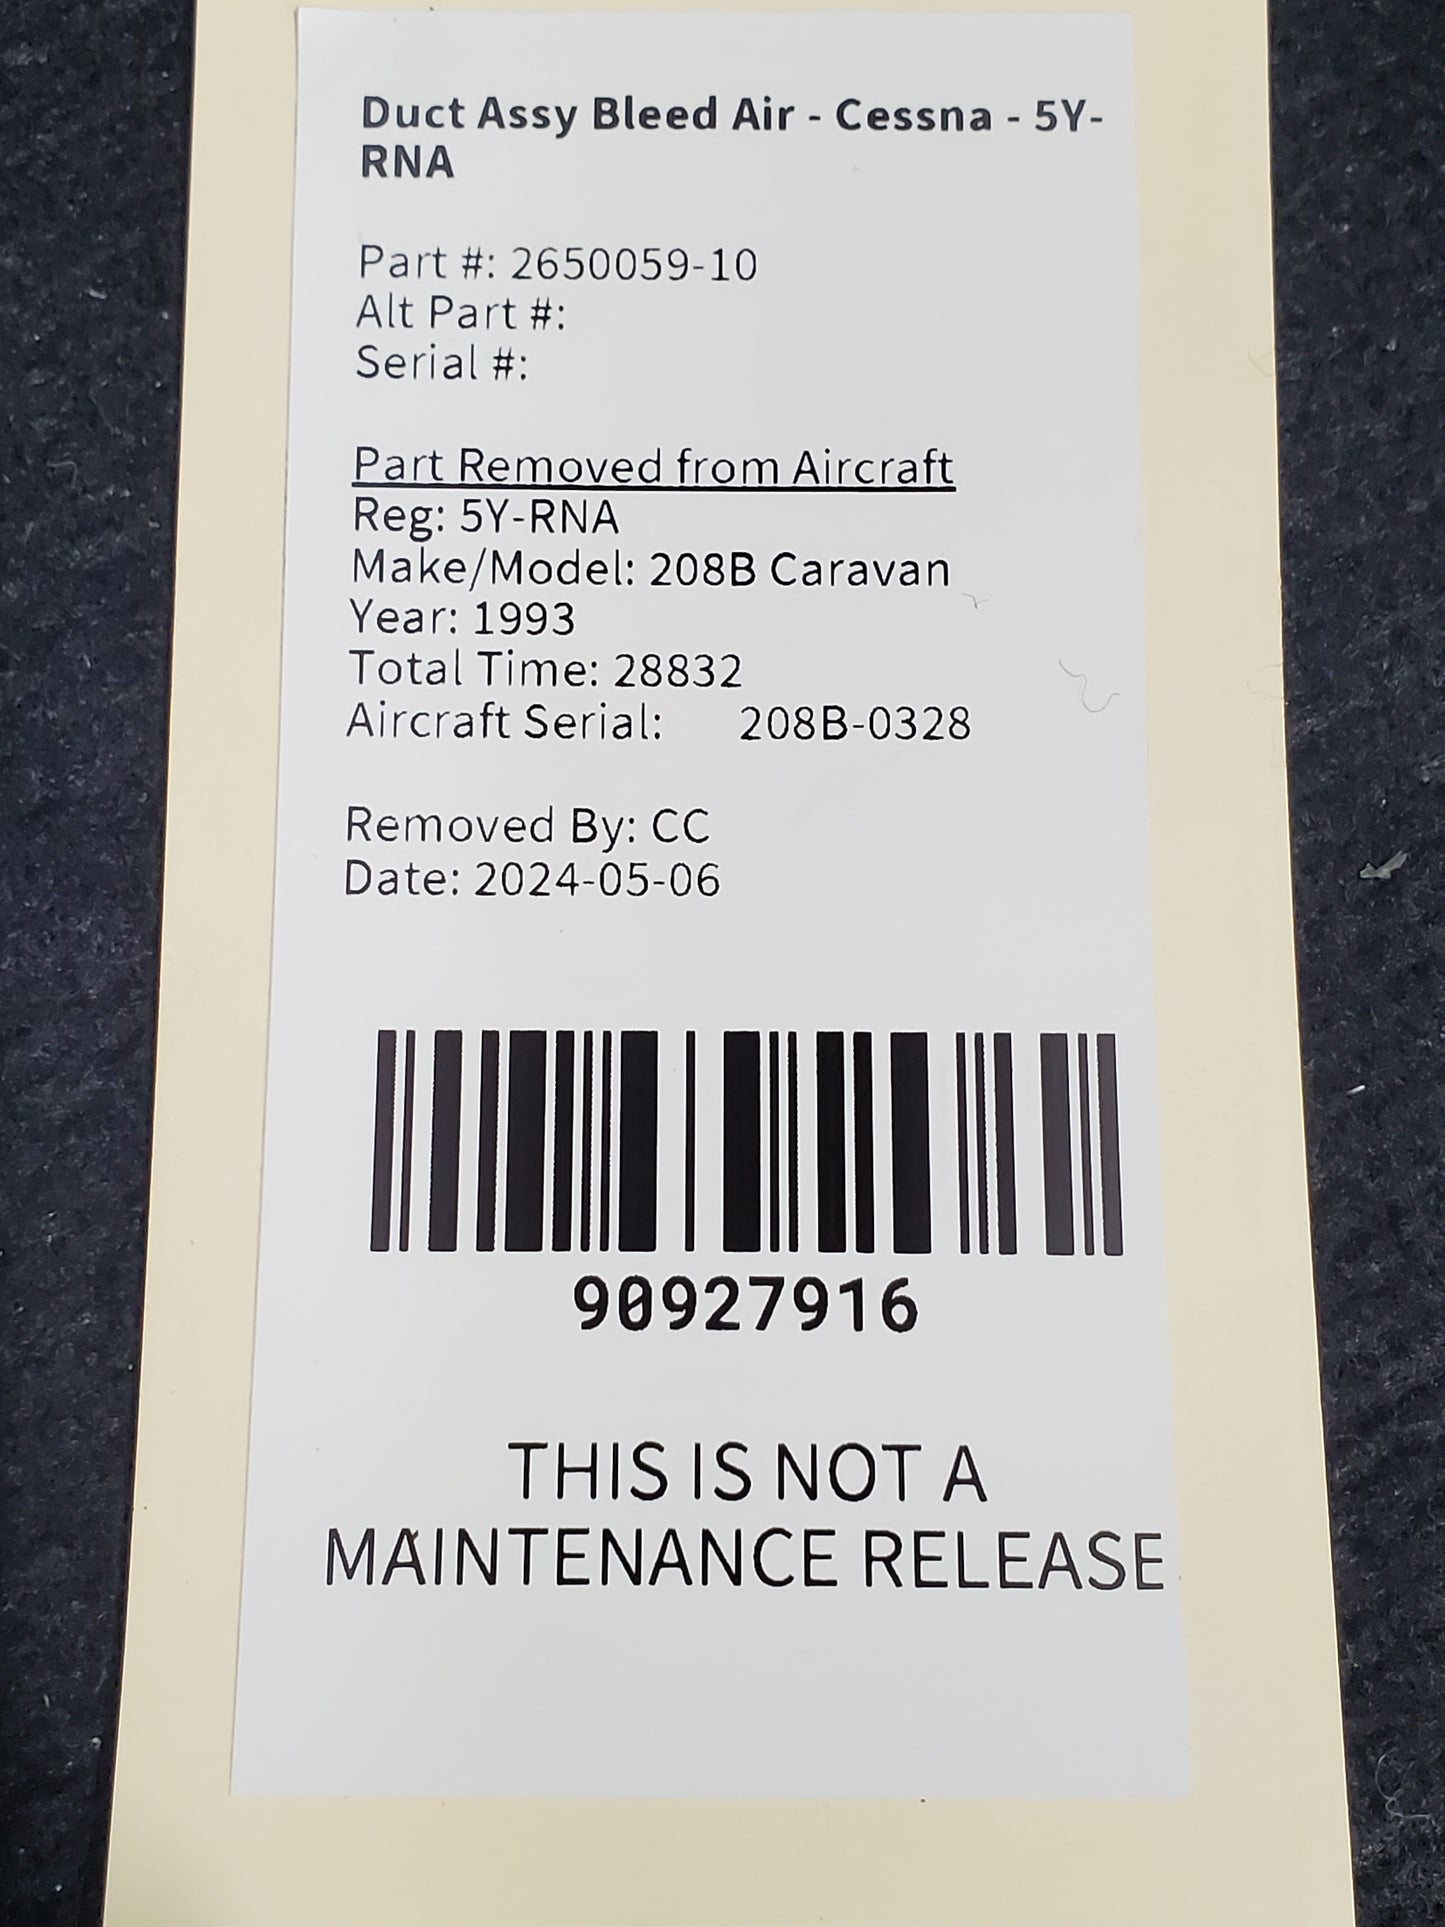 Duct Assy Bleed Air - Cessna - 5Y-
RNA
Part #: 2650059-10
Alt Part #:
Serial #:
Part Removed from Aircraft
Reg: 5Y-RNA
Make/Model: 208B Caravan
Year: 1993
Total Time: 28832
Aircraft Serial: 208B-0328
Removed By: CC
Date: 2024-05-06
90927916
THIS IS NOT A
MAINTENANCE RELEASE